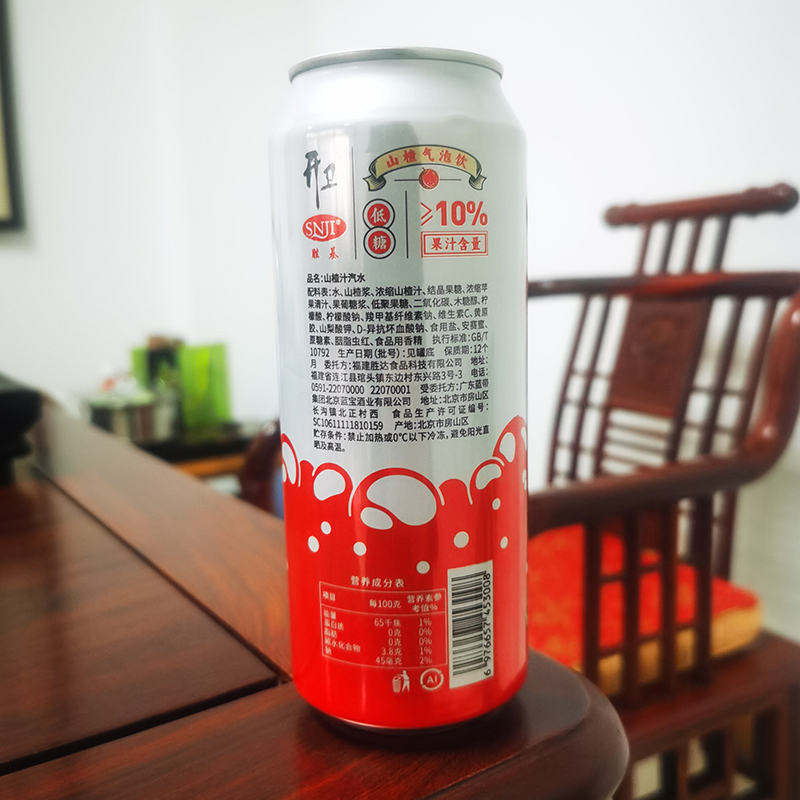 开卫
SNJI®
胜基
低糖
山楂气泡饮
≥10%
果汁含量
品名:山楂汁汽水
配料表:水、山楂浆、浓缩山楂汁、结晶果糖、浓缩苹
果清汁、果葡糖浆、低聚果糖、二氧化碳、木糖醇、柠
檬酸、柠檬酸钠、羧甲基纤维素钠、维生素C、黄原
胶、山梨酸钾、D-异抗坏血酸钠、食用盐、安赛蜜、
蔗糖素、胭脂虫红、食品用香精 执行标准:GB/T
10792 生产日期(批号):见罐底 保质期:12个
月 委托方:福建胜达食品科技有限公司 地址:
福建省连江县琯头镇东边村东兴路3号-3 电话:
0591-22070000 22070001 受委托方:广东蓝带
集团北京蓝宝酒业有限公司 地址:北京市房山区
长沟镇北正村西 食品生产许可证编号:
SC10611111810159 产地:北京市房山区
贮存条件:禁止加热或0°C以下冷冻,避免阳光直
晒及高温。
营养成分表
项目 每100克 营养素参考值%
能量 65千焦 1%
蛋白质 0克 0%
脂肪 0克 0%
碳水化合物 3.8克 1%
钠 45毫克 2%
Al
6 976657 453008